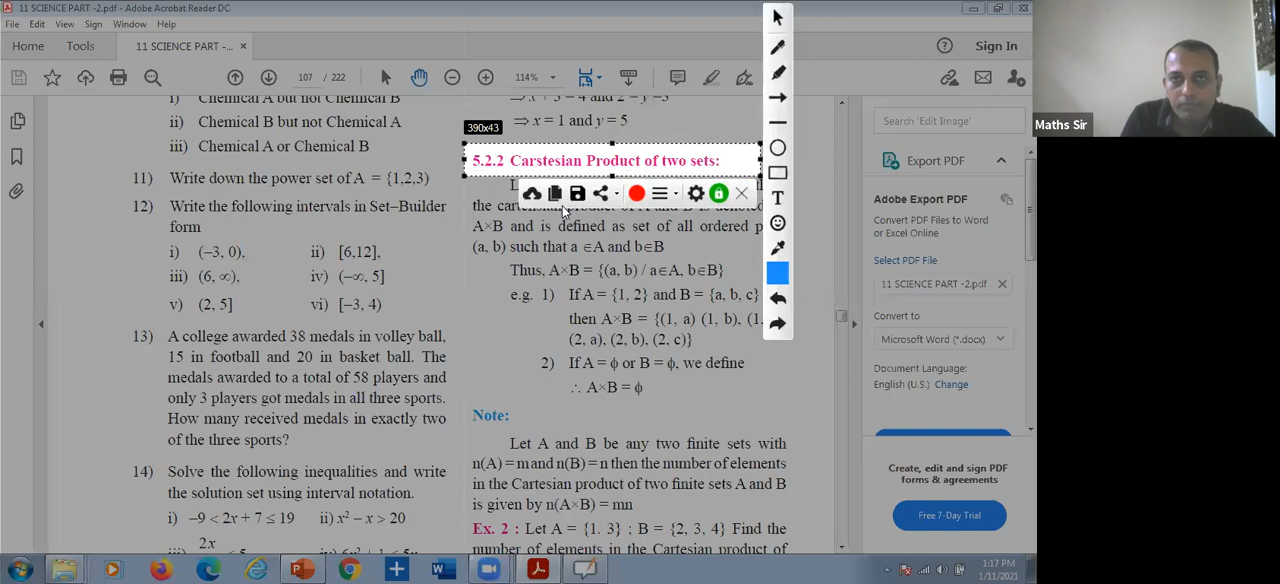 11 SCIENCE PART -2.pdf - Adobe Acrobat Reader DC
File Edit View Sign Window Help
Home Tools 11 SCIENCE PART -... × Sign In
107 / 222 114%
i) Chemical A but not Chemical B
ii) Chemical B but not Chemical A
iii) Chemical A or Chemical B
11) Write down the power set of A = {1,2,3)
12) Write the following intervals in Set–Builder
form
i) (−3, 0), ii) [6,12],
iii) (6, ∞), iv) (−∞, 5]
v) (2, 5] vi) [−3, 4)
13) A college awarded 38 medals in volley ball,
15 in football and 20 in basket ball. The
medals awarded to a total of 58 players and
only 3 players got medals in all three sports.
How many received medals in exactly two
of the three sports?
14) Solve the following inequalities and write
the solution set using interval notation.
i) −9 < 2x + 7 ≤ 19 ii) x² − x > 20
2x
⇒ x = 1 and y = 5
390x43
5.2.2 Carstesian Product of two sets:
A×B and is defined as set of all ordered p
(a, b) such that a ∈A and b∈B
Thus, A×B = {(a, b) / a∈A, b∈B}
e.g. 1) If A = {1, 2} and B = {a, b, c}
then A×B = {(1, a) (1, b), (1,
(2, a), (2, b), (2, c)}
2) If A = ϕ or B = ϕ, we define
∴ A×B = ϕ
Note:
Let A and B be any two finite sets with
n(A) = m and n(B) = n then the number of elements
in the Cartesian product of two finite sets A and B
is given by n(A×B) = mn
Ex. 2 : Let A = {1. 3} ; B = {2, 3, 4} Find the
number of elements in the Cartesian product of
T
Search 'Edit Image'
Export PDF
Adobe Export PDF
Convert PDF Files to Word
or Excel Online
Select PDF File
11 SCIENCE PART -2.pdf ×
Convert to
Microsoft Word (*.docx)
Document Language:
English (U.S.) Change
Create, edit and sign PDF
forms & agreements
Free 7-Day Trial
Maths Sir
1:17 PM
1/11/2021